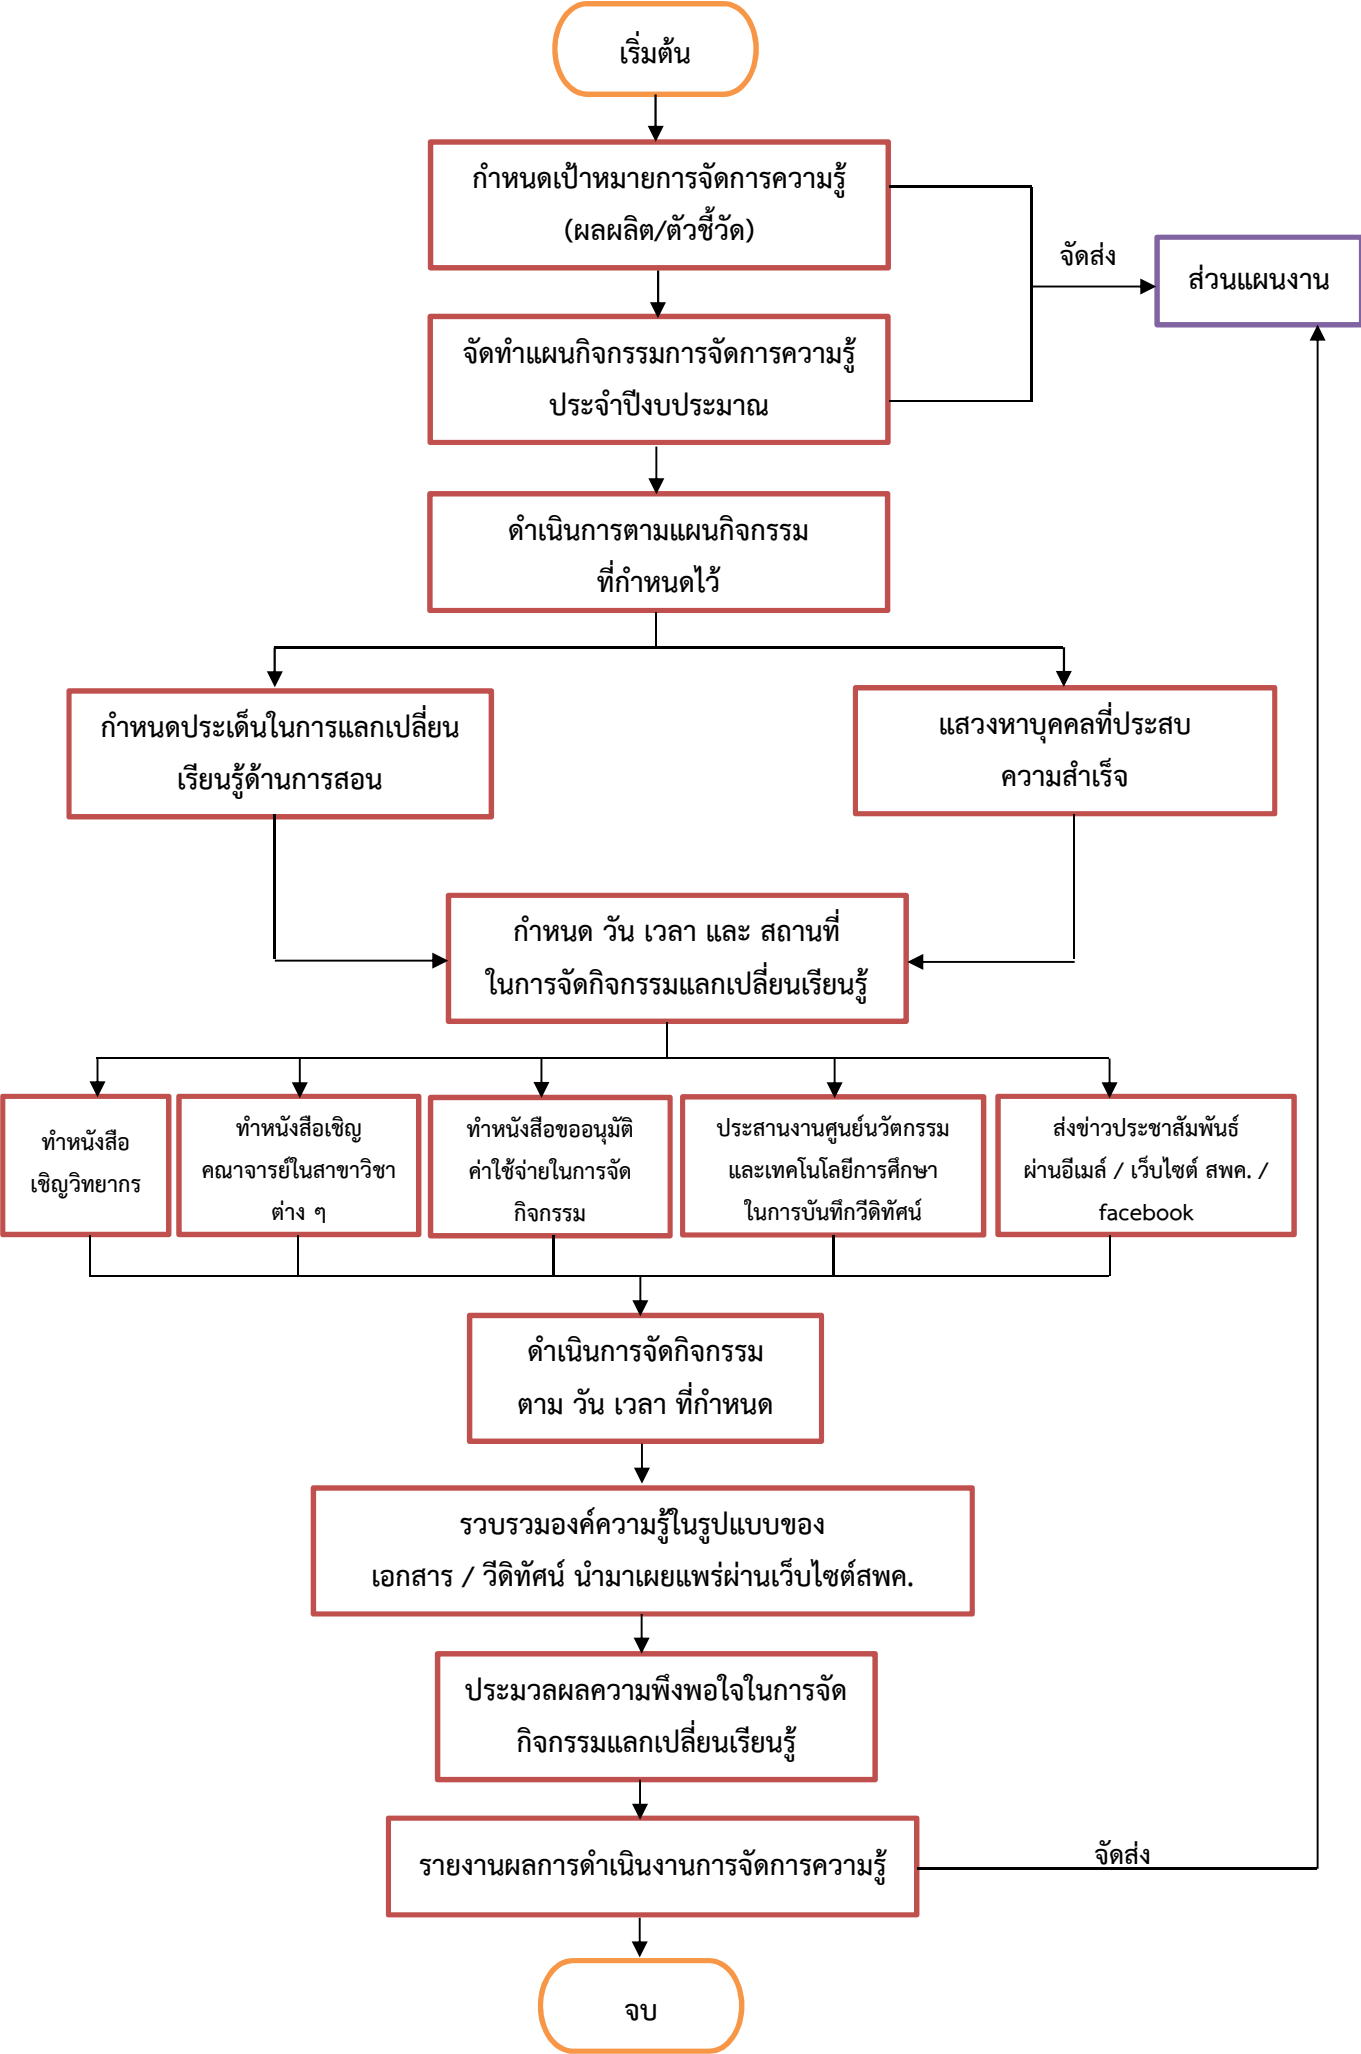 เริ่มต้น
กำหนดเป้าหมายการจัดการความรู้
(ผลผลิต/ตัวชี้วัด)
จัดส่ง
ส่วนแผนงาน
จัดทำแผนกิจกรรมการจัดการความรู้
ประจำปีงบประมาณ
ดำเนินการตามแผนกิจกรรม
ที่กำหนดไว้
กำหนดประเด็นในการแลกเปลี่ยน
เรียนรู้ด้านการสอน
แสวงหาบุคคลที่ประสบ
ความสำเร็จ
กำหนด วัน เวลา และ สถานที่
ในการจัดกิจกรรมแลกเปลี่ยนเรียนรู้
ทำหนังสือ
เชิญวิทยากร
ทำหนังสือเชิญ
คณาจารย์ในสาขาวิชา
ต่าง ๆ
ทำหนังสือขออนุมัติ
ค่าใช้จ่ายในการจัด
กิจกรรม
ประสานงานศูนย์นวัตกรรม
และเทคโนโลยีการศึกษา
ในการบันทึกวีดิทัศน์
ส่งข่าวประชาสัมพันธ์
ผ่านอีเมล์ / เว็บไซต์ สพค. /
facebook
ดำเนินการจัดกิจกรรม
ตาม วัน เวลา ที่กำหนด
รวบรวมองค์ความรู้ในรูปแบบของ
เอกสาร / วีดิทัศน์ นำมาเผยแพร่ผ่านเว็บไซต์สพค.
ประมวลผลความพึงพอใจในการจัด
กิจกรรมแลกเปลี่ยนเรียนรู้
รายงานผลการดำเนินงานการจัดการความรู้
จัดส่ง
จบ